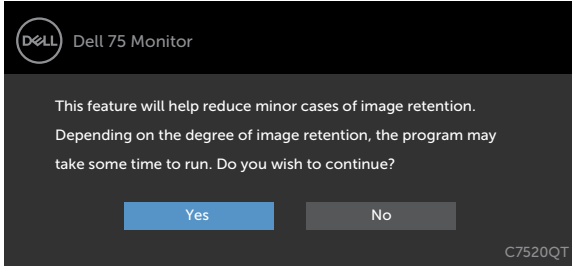 DELL
Dell 75 Monitor
This feature will help reduce minor cases of image retention.
Depending on the degree of image retention, the program may
take some time to run. Do you wish to continue?
Yes
No
C7520QT